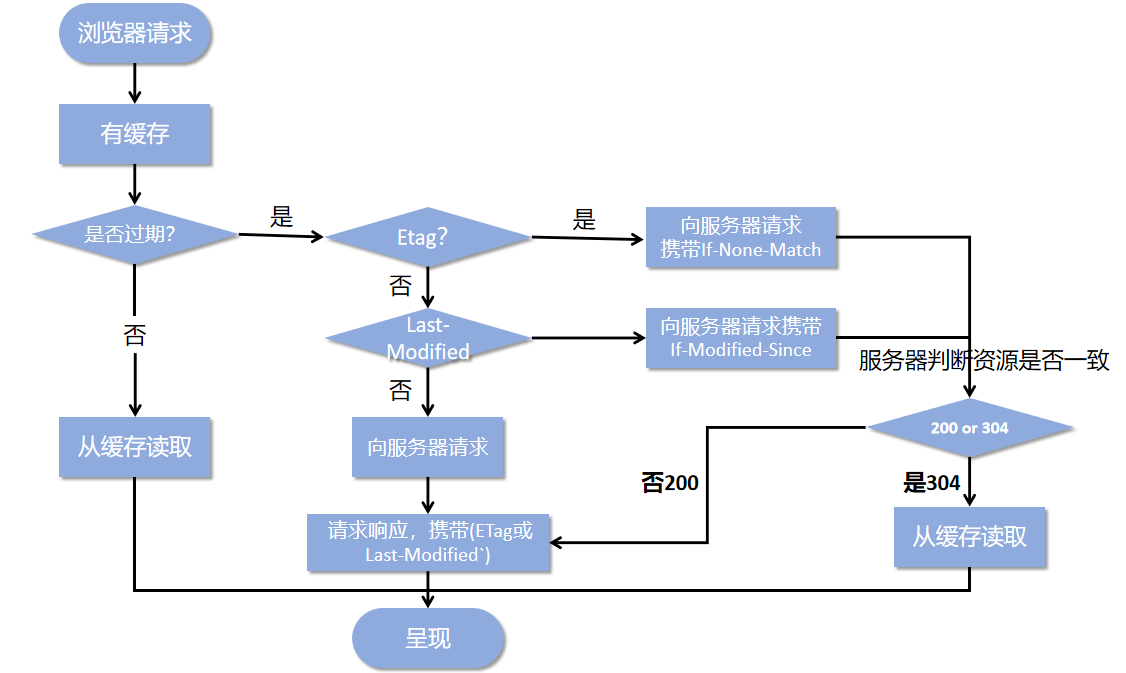 浏览器请求
有缓存
是否过期？
是
Etag？
是
向服务器请求
携带If-None-Match
否
否
Last-
Modified
向服务器请求携带
If-Modified-Since
服务器判断资源是否一致
否
从缓存读取
向服务器请求
200 or 304
否200
是304
请求响应，携带(ETag或
Last-Modified`)
从缓存读取
呈现